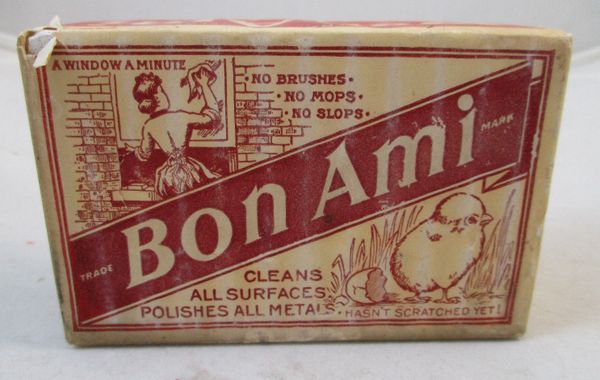 A WINDOW A MINUTE
·NO BRUSHES·
·NO MOPS·
·NO SLOPS·
TRADE Bon Ami MARK
CLEANS
ALL SURFACES
POLISHES ALL METALS·
·HASN'T SCRATCHED YET!